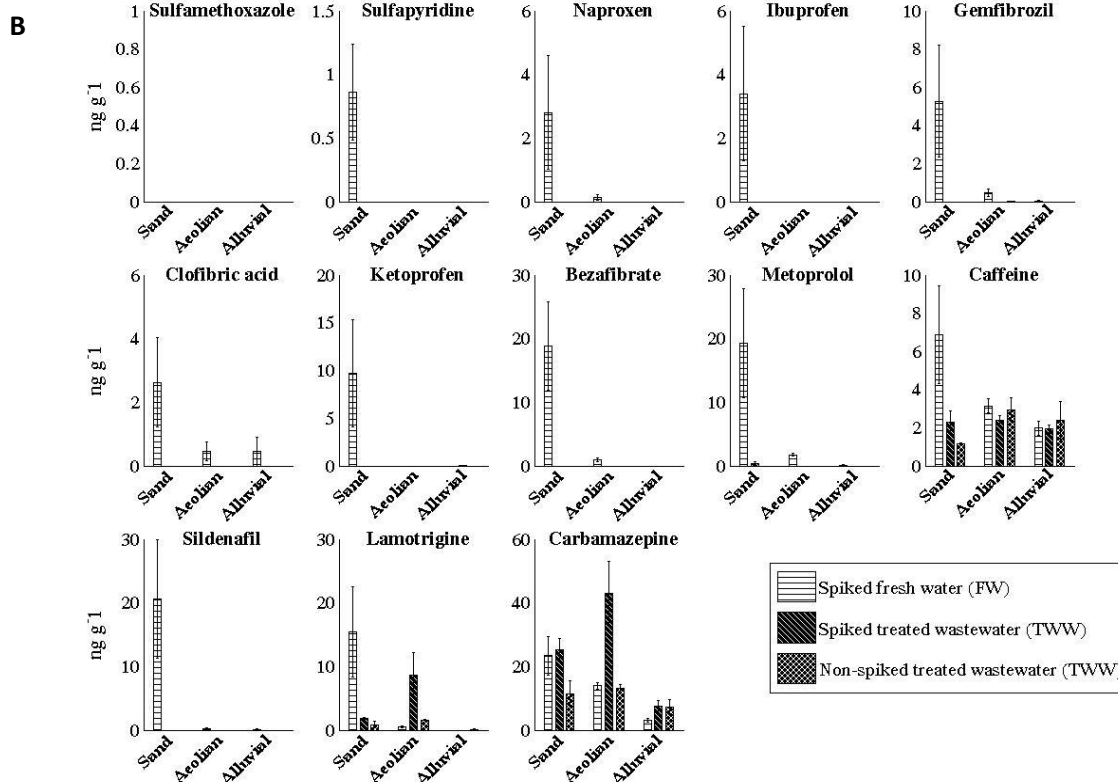 B
Sulfamethoxazole
ng g-1
1
0.8
0.6
0.4
0.2
0
Sand
Aeolian
Alluvial
Sulfapyridine
1.5
1
0.5
0
Sand
Aeolian
Alluvial
Naproxen
6
4
2
0
Sand
Aeolian
Alluvial
Ibuprofen
6
4
2
0
Sand
Aeolian
Alluvial
Gemfibrozil
10
8
6
4
2
0
Sand
Aeolian
Alluvial
Clofibric acid
ng g-1
6
4
2
0
Sand
Aeolian
Alluvial
Ketoprofen
20
15
10
5
0
Sand
Aeolian
Alluvial
Bezafibrate
30
20
10
0
Sand
Aeolian
Alluvial
Metoprolol
30
20
10
0
Sand
Aeolian
Alluvial
Caffeine
10
8
6
4
2
0
Sand
Aeolian
Alluvial
Sildenafil
ng g-1
30
20
10
0
Sand
Aeolian
Alluvial
Lamotrigine
30
20
10
0
Sand
Aeolian
Alluvial
Carbamazepine
60
40
20
0
Sand
Aeolian
Alluvial
Spiked fresh water (FW)
Spiked treated wastewater (TWW)
Non-spiked treated wastewater (TWW)